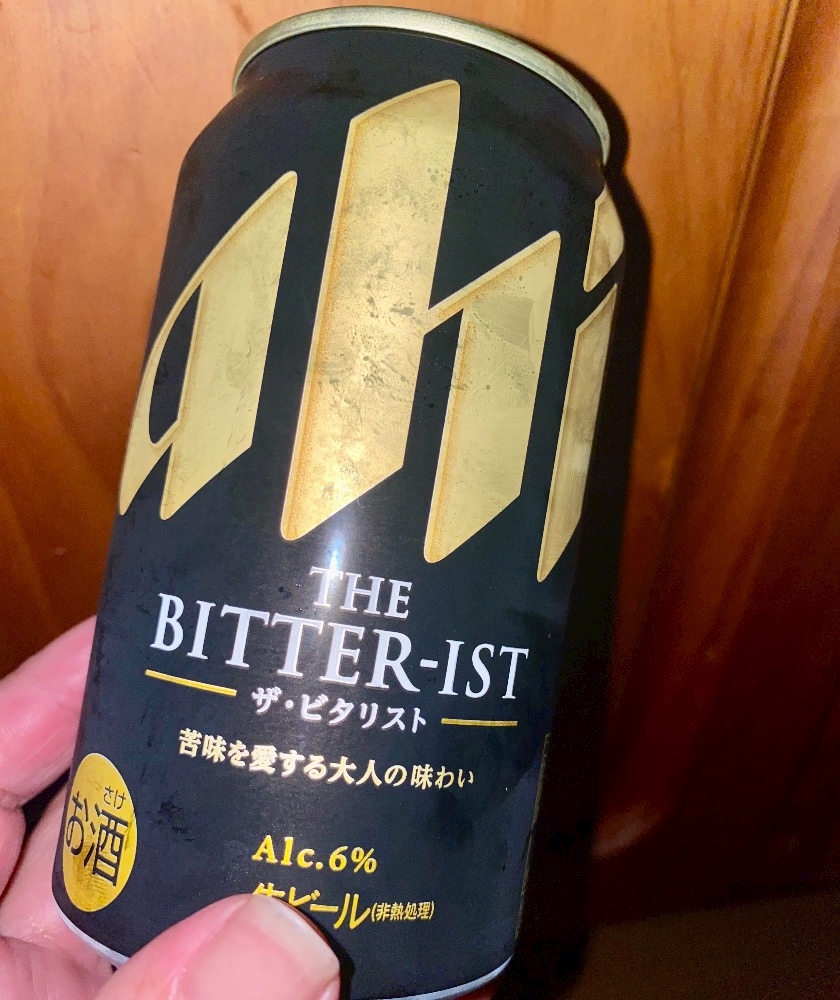 ahi
THE
BITTER-IST
ザ・ビタリスト
苦味を愛する大人の味わい
さけ
お酒
Alc.6%
生ビール(非熱処理)